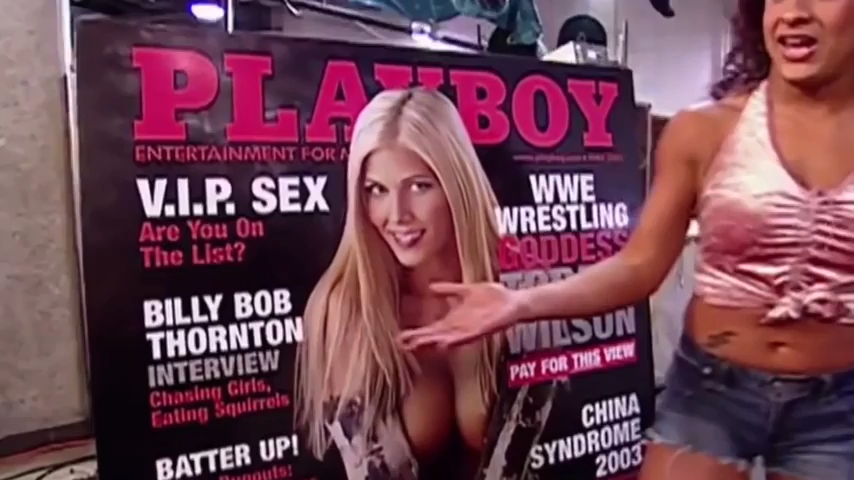 PLAYBOY
ENTERTAINMENT FOR
V.I.P. SEX
Are You On
The List?
BILLY BOB
THORNTON
INTERVIEW
Chasing Girls,
Eating Squirrels
BATTER UP!
WWE
WRESTLING
GODDESS
WILSON
PAY FOR THIS VIEW
CHINA
SYNDROME
2003